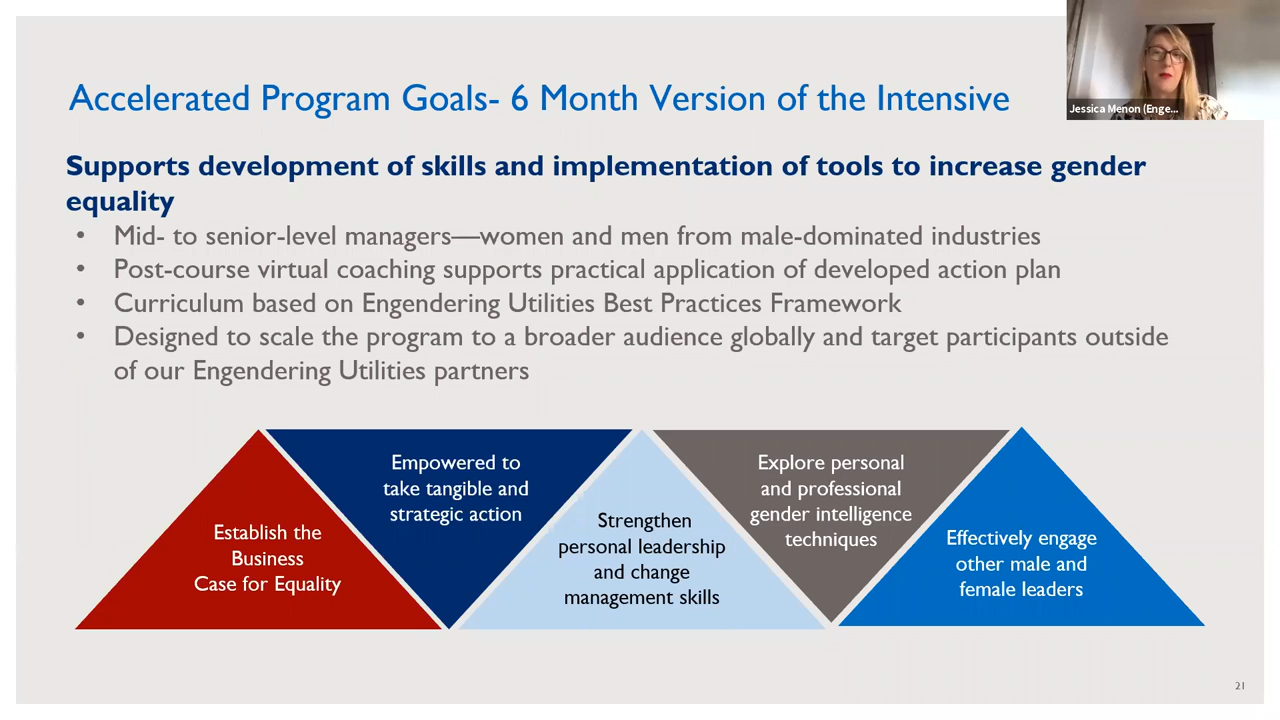 Accelerated Program Goals- 6 Month Version of the Intensive
Jessica Menon (Enge...
Supports development of skills and implementation of tools to increase gender
equality
• Mid- to senior-level managers—women and men from male-dominated industries
• Post-course virtual coaching supports practical application of developed action plan
• Curriculum based on Engendering Utilities Best Practices Framework
• Designed to scale the program to a broader audience globally and target participants outside
of our Engendering Utilities partners
Establish the
Business
Case for Equality
Empowered to
take tangible and
strategic action
Strengthen
personal leadership
and change
management skills
Explore personal
and professional
gender intelligence
techniques
Effectively engage
other male and
female leaders
21